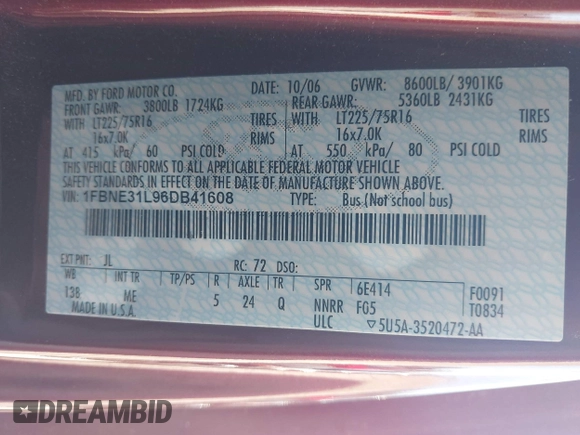 MFD. BY FORD MOTOR CO.
DATE: 10/06 GVWR: 8600LB/ 3901KG
FRONT GAWR: 3800LB 1724KG
REAR GAWR: 5360LB 2431KG
WITH LT225/75R16 TIRES
WITH LT225/75R16 TIRES
16x7.0K RIMS
16x7.0K RIMS
AT 415 kPa/ 60 PSI COLD
AT 550 kPa/ 80 PSI COLD
THIS VEHICLE CONFORMS TO ALL APPLICABLE FEDERAL MOTOR VEHICLE
SAFETY STANDARDS IN EFFECT ON THE DATE OF MANUFACTURE SHOWN ABOVE.
VIN: 1FBNE31L96DB41608 TYPE: Bus (Not school bus)
EXT PNT: JL RC: 72 DSO:
WB INT TR TP/PS R AXLE TR SPR 6E414 F0091
138 ME 5 24 Q NNRR FG5 T0834
MADE IN U.S.A. ULC ▽5U5A-3520472-AA
DREAMBID